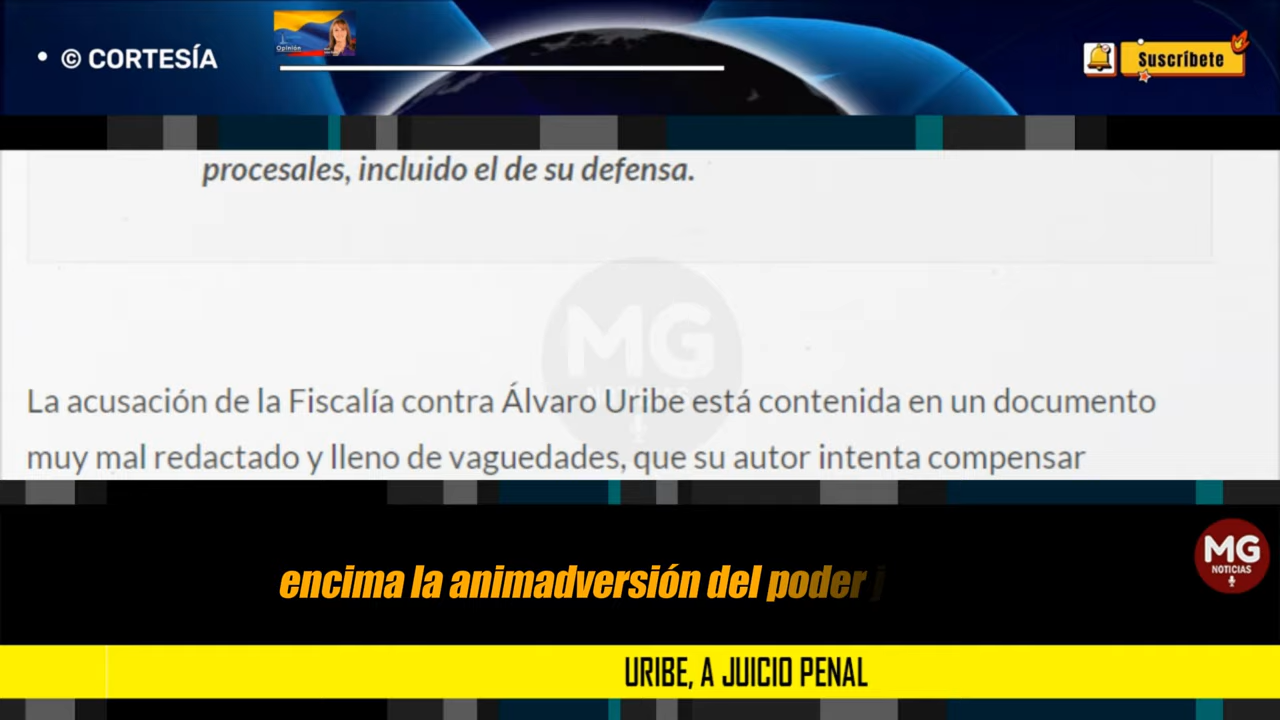 • © CORTESÍA
Opinión
Suscríbete
procesales, incluido el de su defensa.
MG
NOTICIAS
La acusación de la Fiscalía contra Álvaro Uribe está contenida en un documento
muy mal redactado y lleno de vaguedades, que su autor intenta compensar
encima la animadversión del poder j
MG
NOTICIAS
URIBE, A JUICIO PENAL